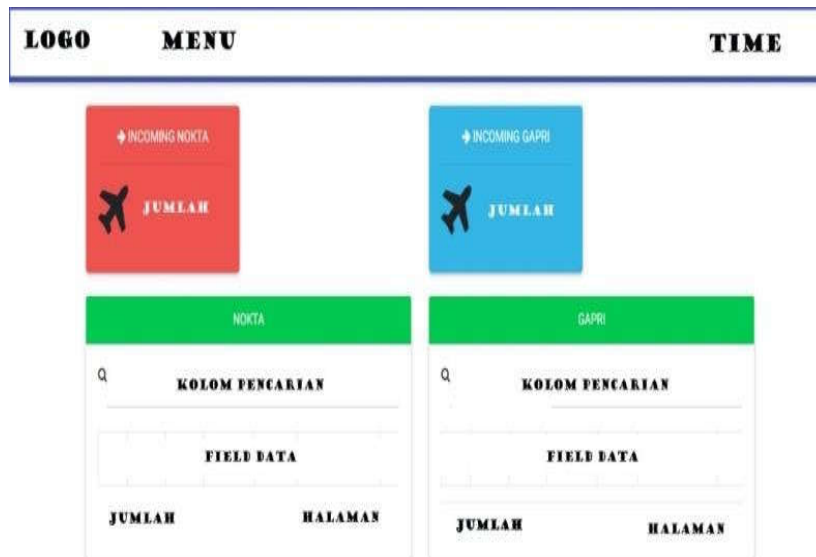 LOGO MENU TIME
INCOMING NOKTA
JUMLAH
INCOMING GAPRI
JUMLAH
NOKTA
KOLOM PENCARIAN
FIELD DATA
JUMLAH HALAMAN
GAPRI
KOLOM PENCARIAN
FIELD DATA
JUMLAH HALAMAN